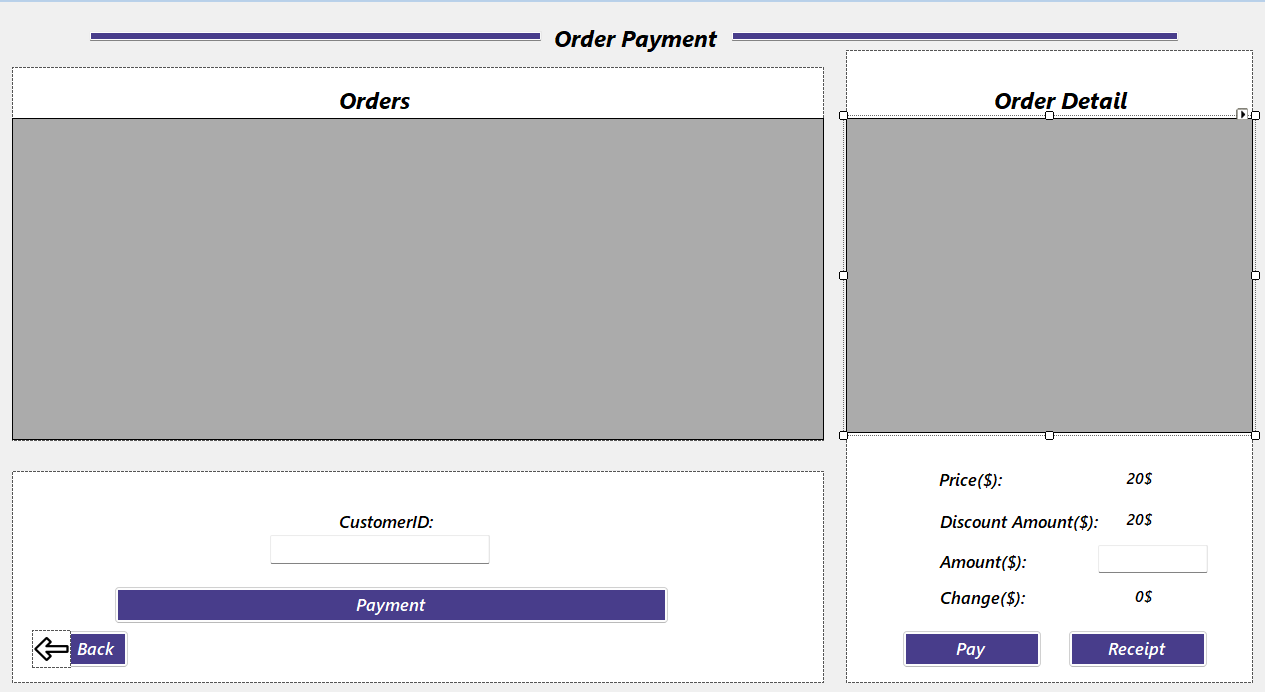 Order Payment
Orders
CustomerID:
Payment
Back
Order Detail
Price($): 20$
Discount Amount($): 20$
Amount($):
Change($): 0$
Pay Receipt